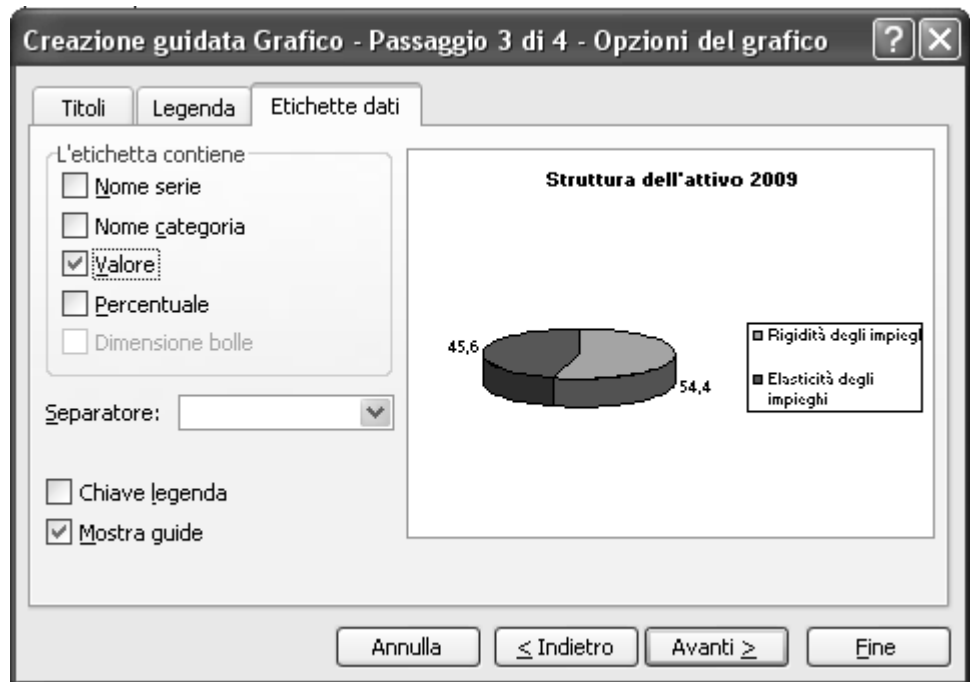 Creazione guidata Grafico - Passaggio 3 di 4 - Opzioni del grafico
Titoli
Legenda
Etichette dati
L'etichetta contiene
Nome serie
Nome categoria
Valore
Percentuale
Dimensione bolle
Separatore:
Chiave legenda
Mostra guide
Struttura dell'attivo 2009
45,6
54,4
Rigidità degli impiegl
Elasticità degli
impieghi
Annulla
< Indietro
Avanti >
Fine